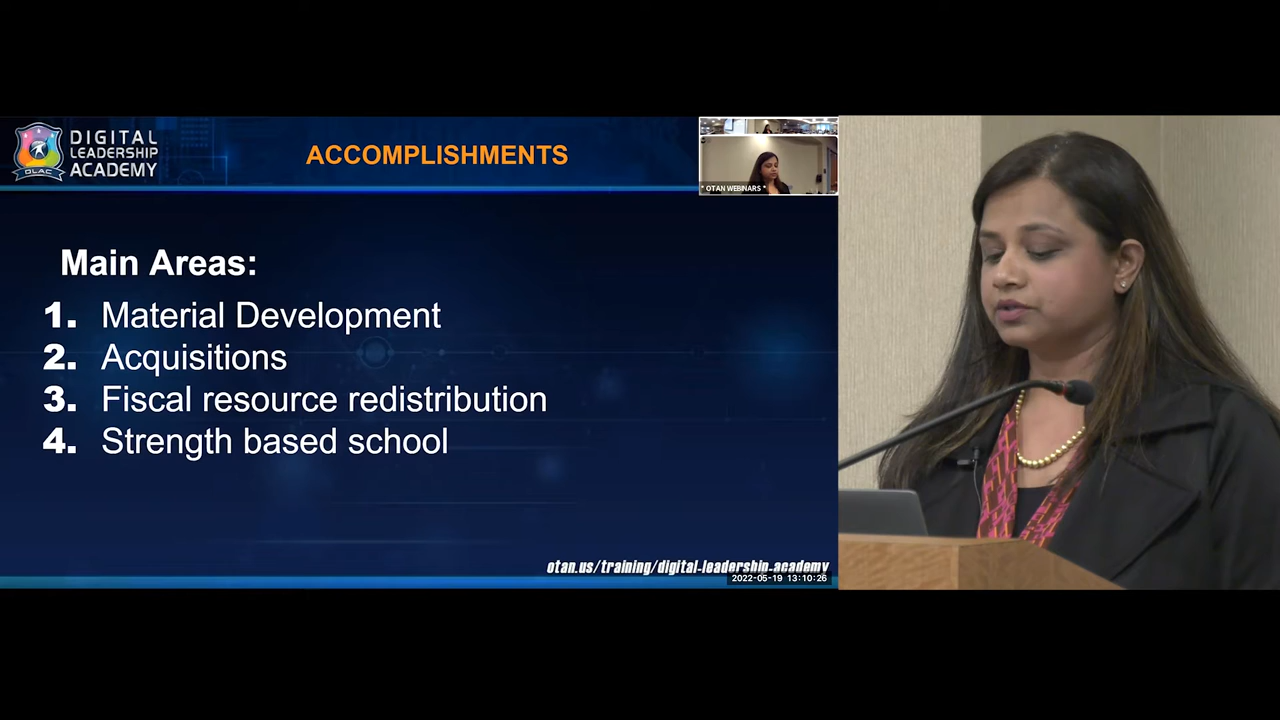 DIGITAL
LEADERSHIP
ACADEMY
DLAC
ACCOMPLISHMENTS
* OTAN WEBINARS *
Main Areas:
1. Material Development
2. Acquisitions
3. Fiscal resource redistribution
4. Strength based school
otan.us/training/digital-leadership-academy
2022-05-19 13:10:26